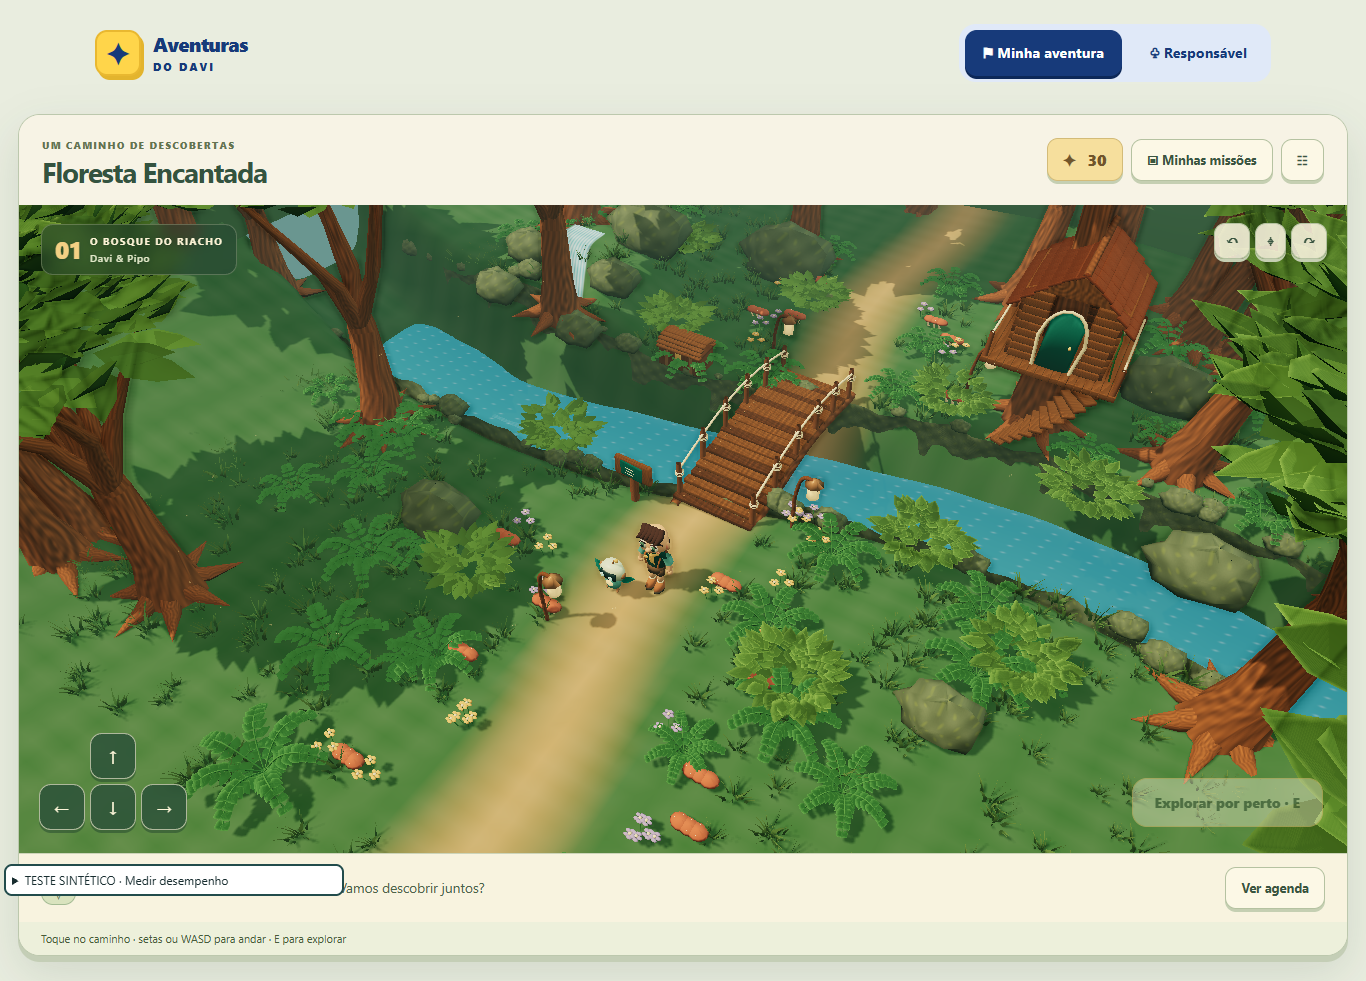 Aventuras
DO DAVI
Minha aventura
Responsável
UM CAMINHO DE DESCOBERTAS
Floresta Encantada
30
Minhas missões
01
O BOSQUE DO RIACHO
Davi & Pipo
Explorar por perto · E
TESTE SINTÉTICO · Medir desempenho
Vamos descobrir juntos?
Ver agenda
Toque no caminho · setas ou WASD para andar · E para explorar